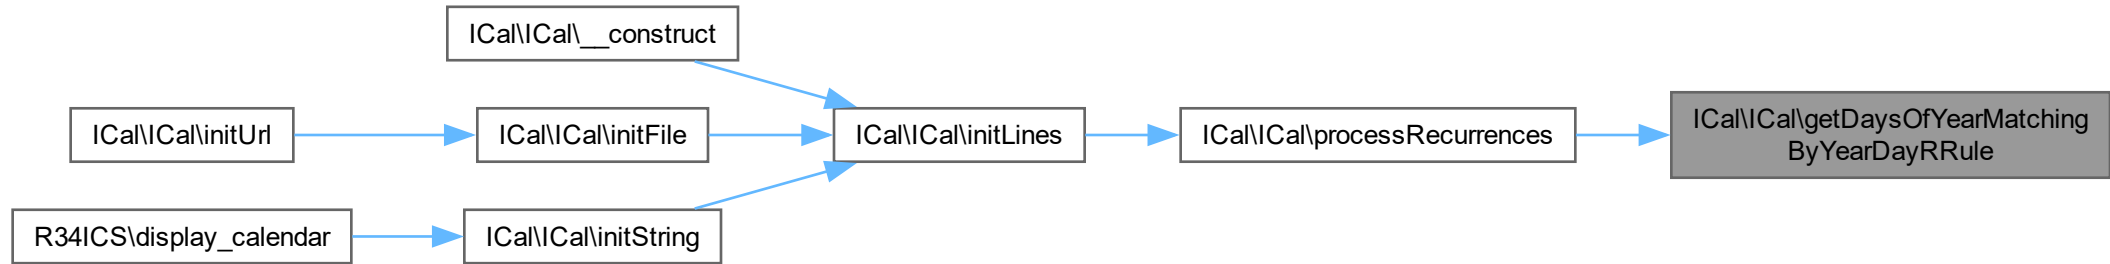 ICal\ICal\__construct
ICal\ICal\initUrl
ICal\ICal\initFile
ICal\ICal\initLines
ICal\ICal\processRecurrences
ICal\ICal\getDaysOfYearMatching
ByYearDayRRule
R34ICS\display_calendar
ICal\ICal\initString